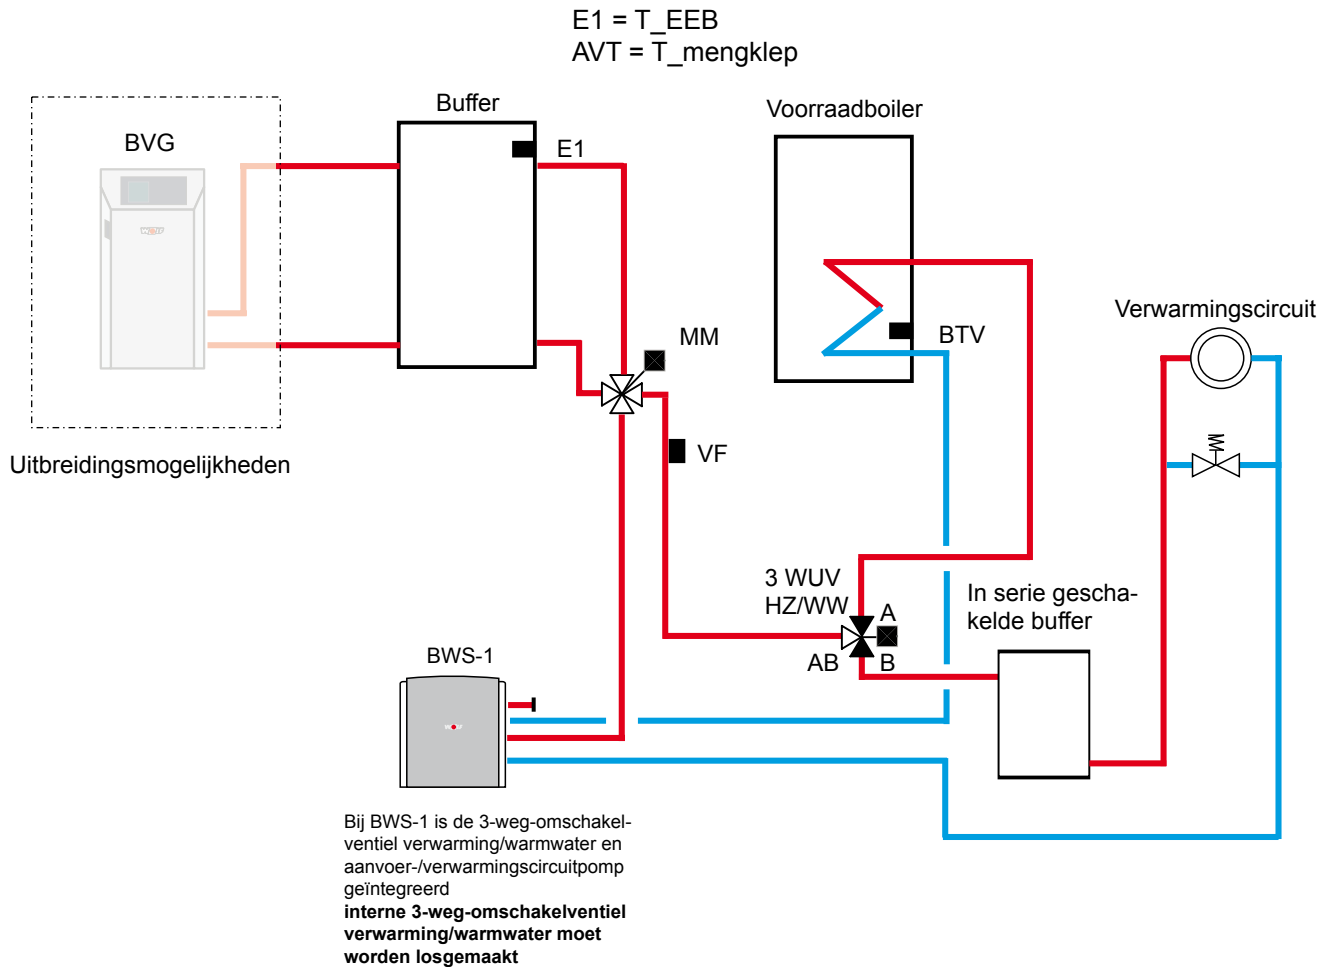 E1 = T_EEB
AVT = T_mengklep
Buffer
Voorraadboiler
BVG
E1
WOLF
Verwarmingscircuit
MM
BTV
VF
Uitbreidingsmogelijkheden
3 WUV
HZ/WW
A
In serie gescha-
kelde buffer
AB
B
BWS-1
Bij BWS-1 is de 3-weg-omschakel-
ventiel verwarming/warmwater en
aanvoer-/verwarmingscircuitpomp
geïntegreerd
interne 3-weg-omschakelventiel
verwarming/warmwater moet
worden losgemaakt